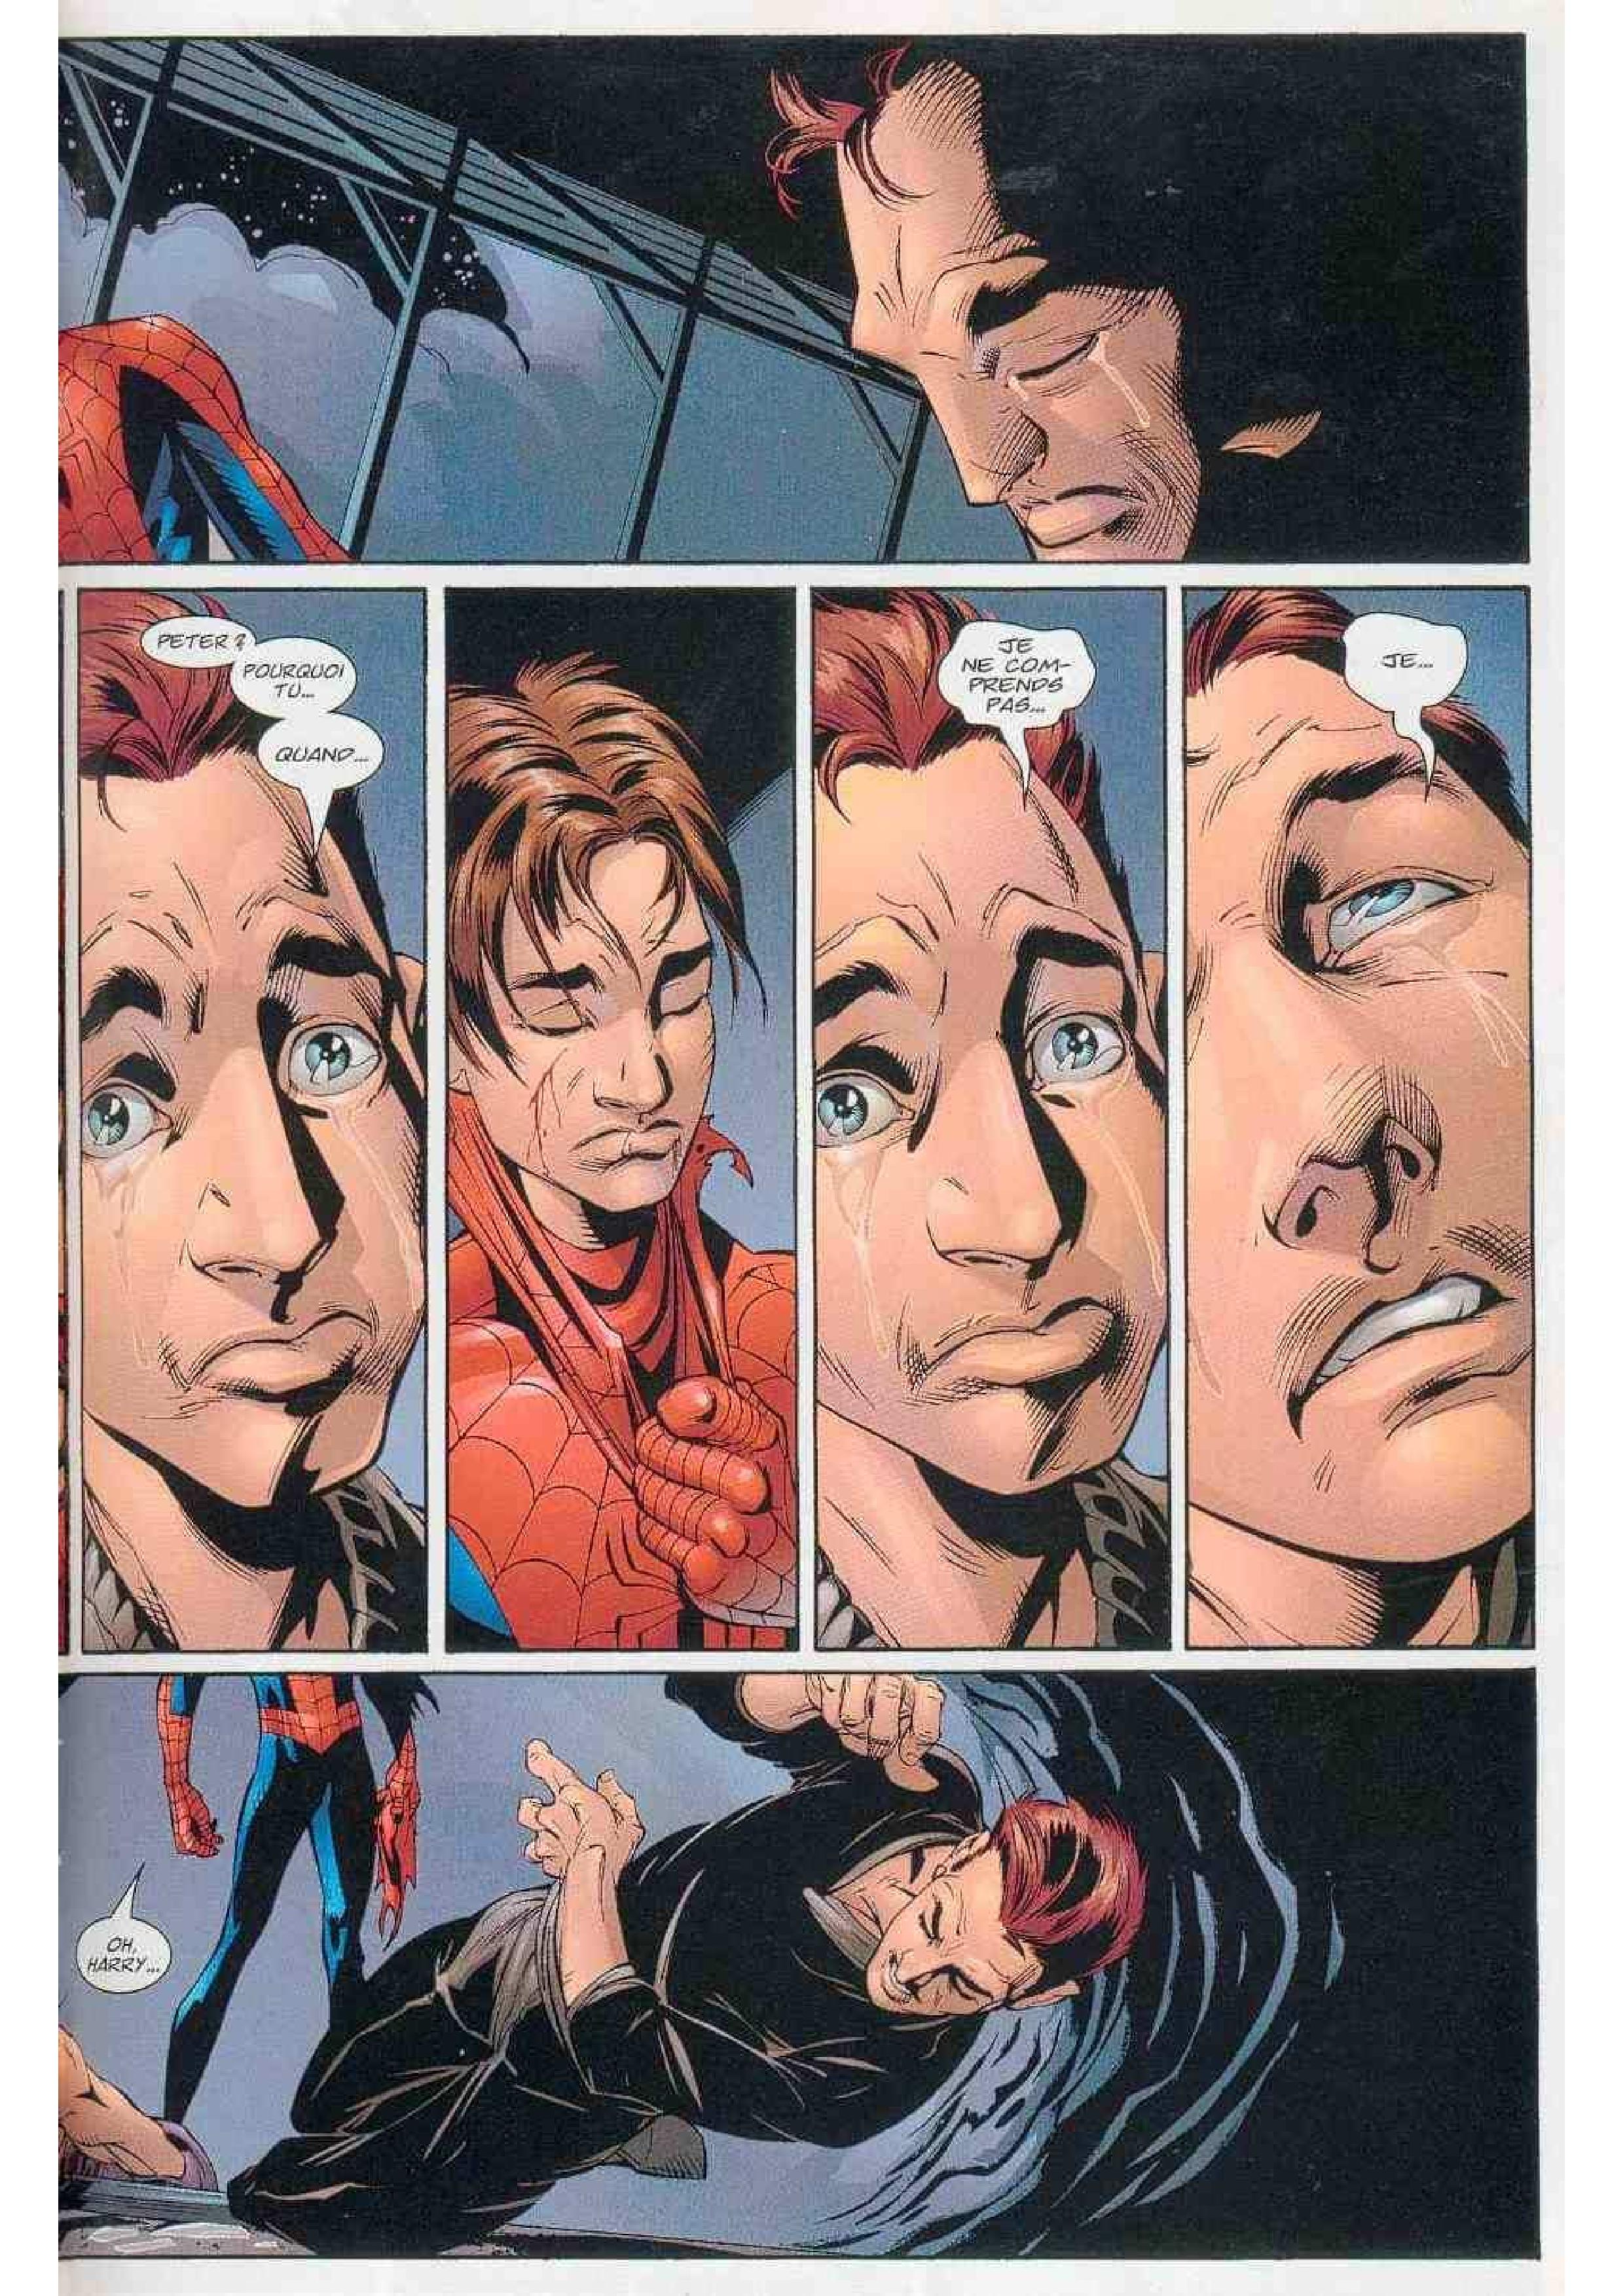 PETER ?
POURQUOI
TU...
QUAND...
JE
NE COM-
PRENDS
PAS...
JE...
OH,
HARRY...